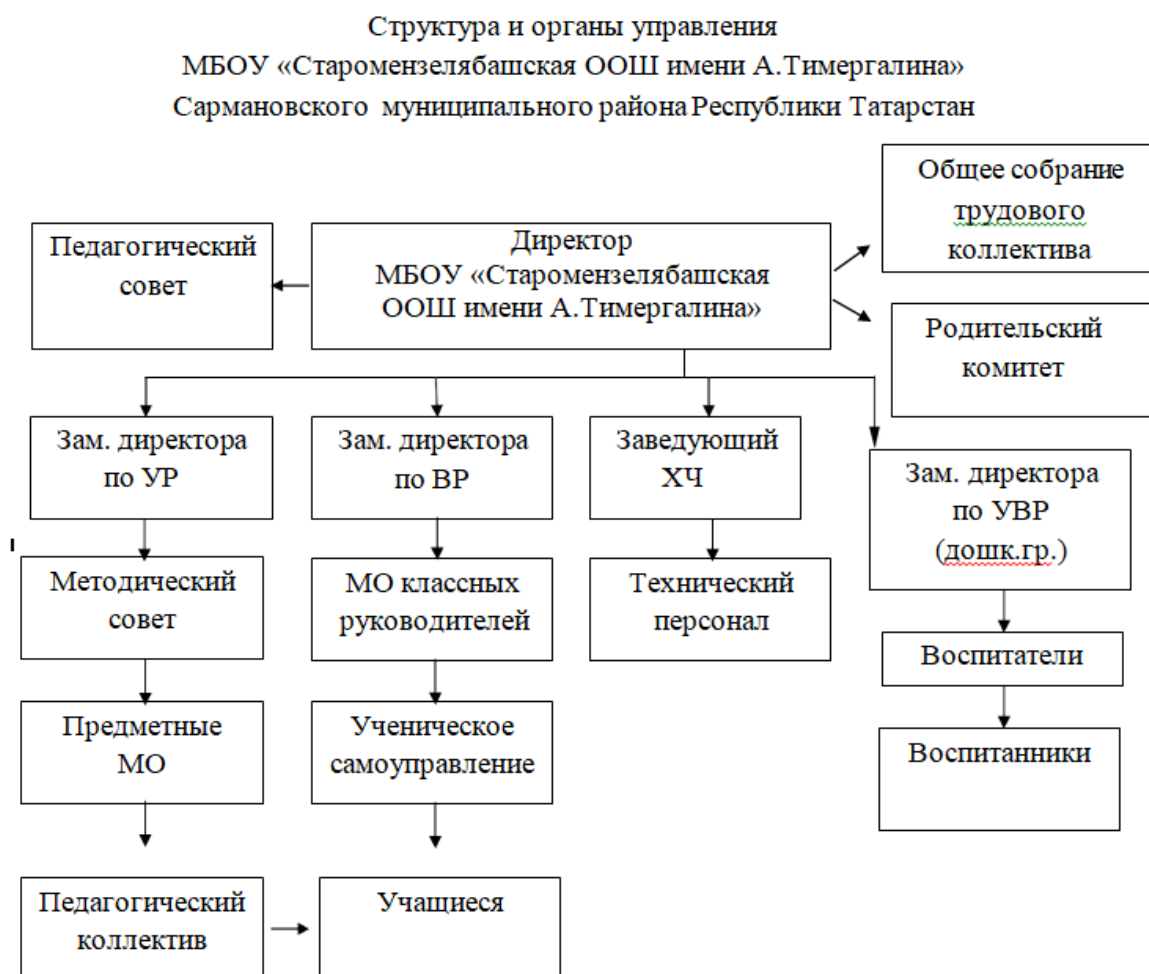 Структура и органы управления
МБОУ «Старомензелябашская ООШ имени А.Тимергалина»
Сармановского муниципального района Республики Татарстан
Общее собрание
трудового
коллектива
Педагогический
совет
Директор
МБОУ «Старомензелябашская
ООШ имени А.Тимергалина»
Родительский
комитет
Зам. директора
по УР
Зам. директора
по ВР
Заведующий
ХЧ
Зам. директора
по УВР
(дошк.гр.)
Методический
совет
МО классных
руководителей
Технический
персонал
Воспитатели
Предметные
МО
Ученическое
самоуправление
Воспитанники
Педагогический
коллектив
Учащиеся